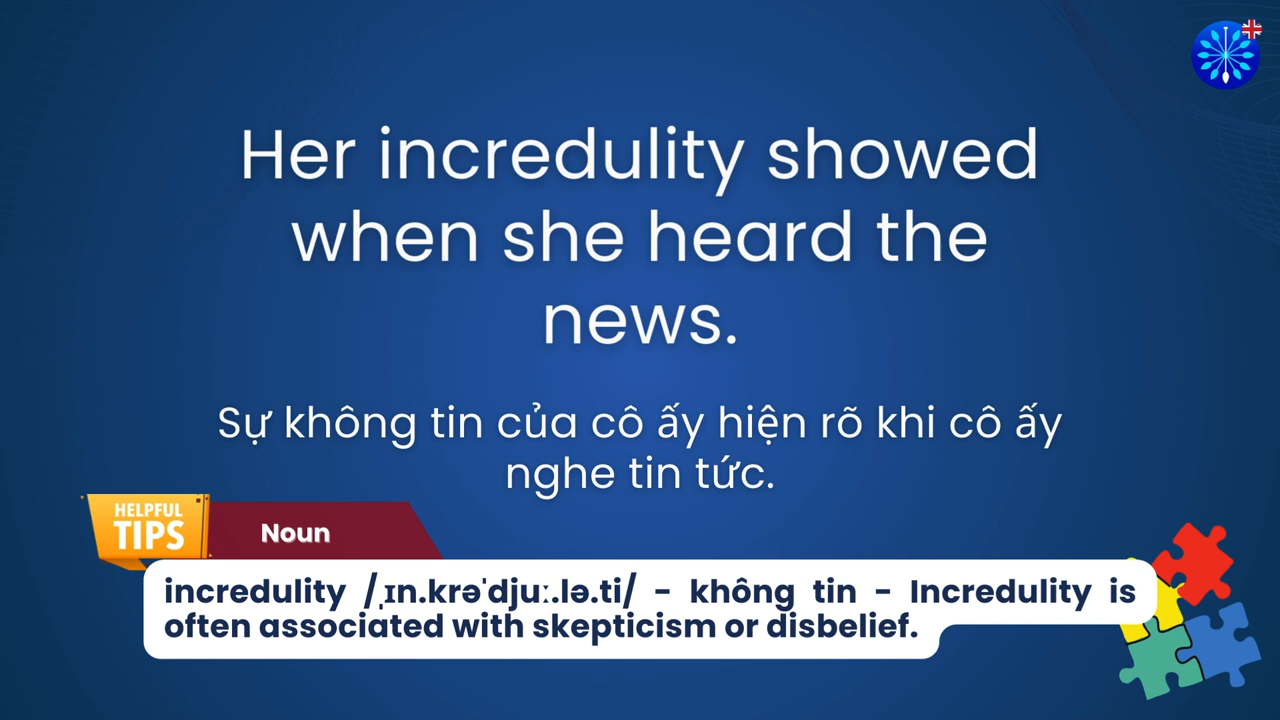 Her incredulity showed
when she heard the
news.
Sự không tin của cô ấy hiện rõ khi cô ấy
nghe tin tức.
HELPFUL
TIPS
Noun
incredulity /ˌɪn.krəˈdjuː.lə.ti/ - không tin - Incredulity is
often associated with skepticism or disbelief.